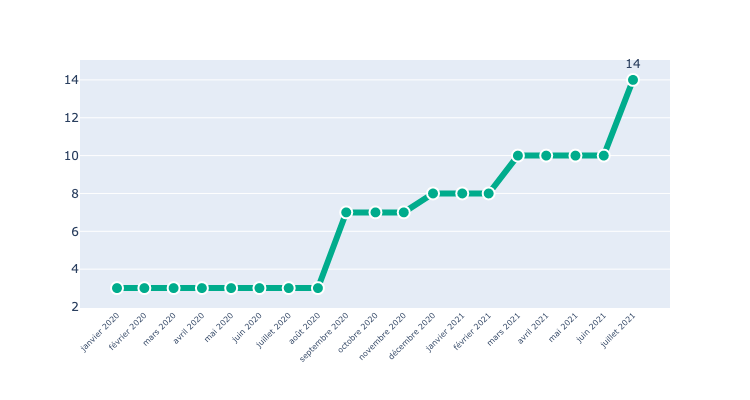 14
14
12
10
8
6
4
2
janvier 2020
février 2020
mars 2020
avril 2020
mai 2020
juin 2020
juillet 2020
août 2020
septembre 2020
octobre 2020
novembre 2020
décembre 2020
janvier 2021
février 2021
mars 2021
avril 2021
mai 2021
juin 2021
juillet 2021